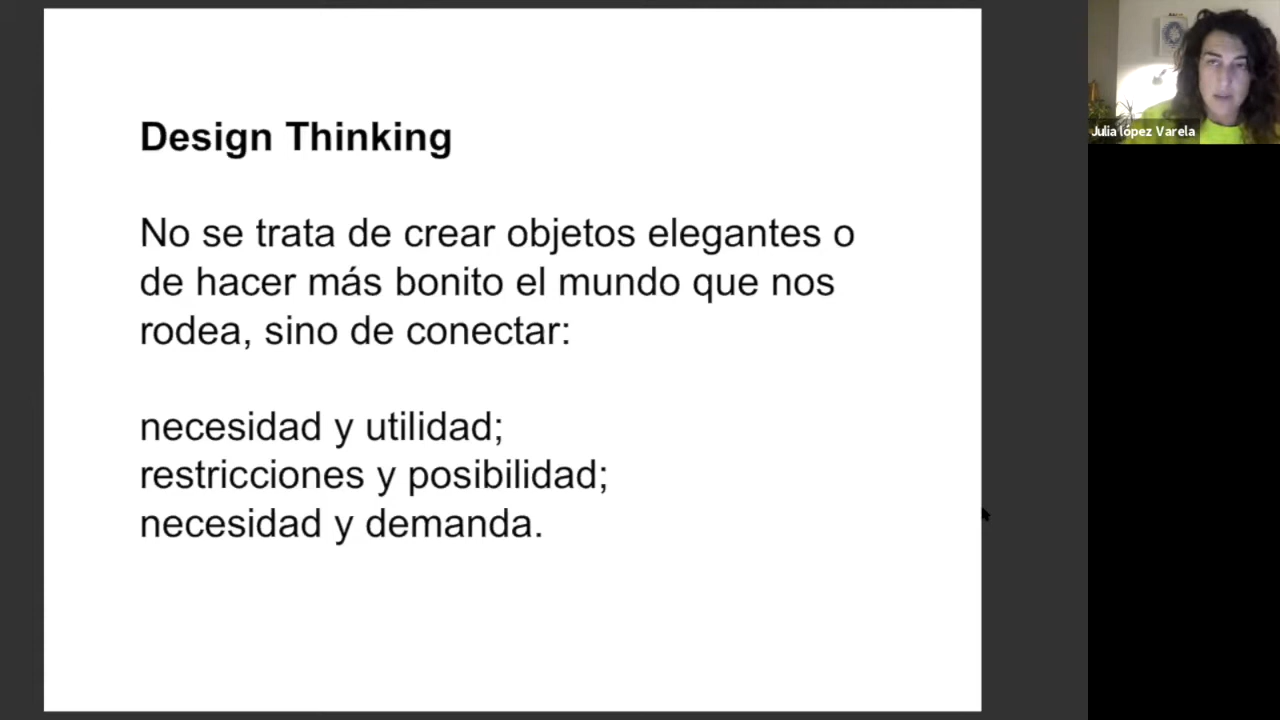 Design Thinking
No se trata de crear objetos elegantes o
de hacer más bonito el mundo que nos
rodea, sino de conectar:
necesidad y utilidad;
restricciones y posibilidad;
necesidad y demanda.
Julia lópez Varela